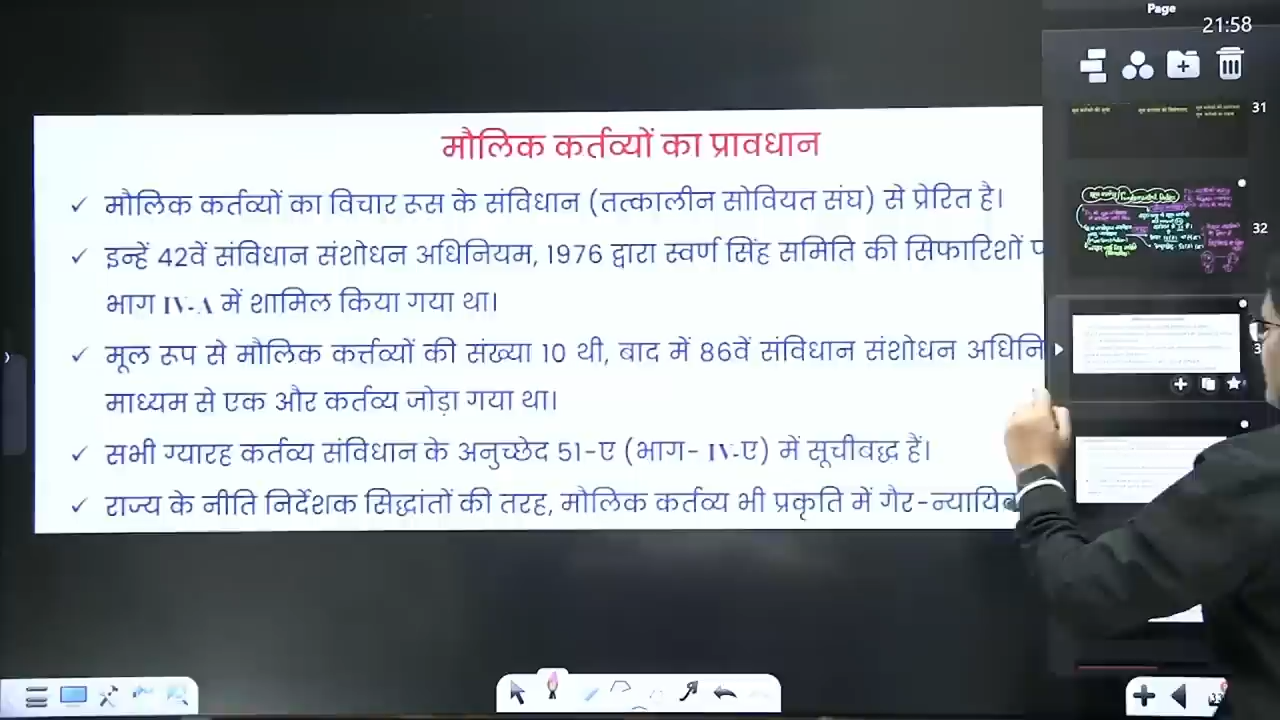 Page
21:58
31
32
मौलिक कर्तव्यों का प्रावधान
✓ मौलिक कर्तव्यों का विचार रूस के संविधान (तत्कालीन सोवियत संघ) से प्रेरित है।
✓ इन्हें 42वें संविधान संशोधन अधिनियम, 1976 द्वारा स्वर्ण सिंह समिति की सिफारिशों
भाग IV-A में शामिल किया गया था।
✓ मूल रूप से मौलिक कर्त्तव्यों की संख्या 10 थी, बाद में 86वें संविधान संशोधन
माध्यम से एक और कर्तव्य जोड़ा गया था।
✓ सभी ग्यारह कर्तव्य संविधान के अनुच्छेद 51-ए (भाग- IV-ए) में सूचीबद्ध हैं।
✓ राज्य के नीति निर्देशक सिद्धांतों की तरह, मौलिक कर्तव्य भी प्रकृति में
33